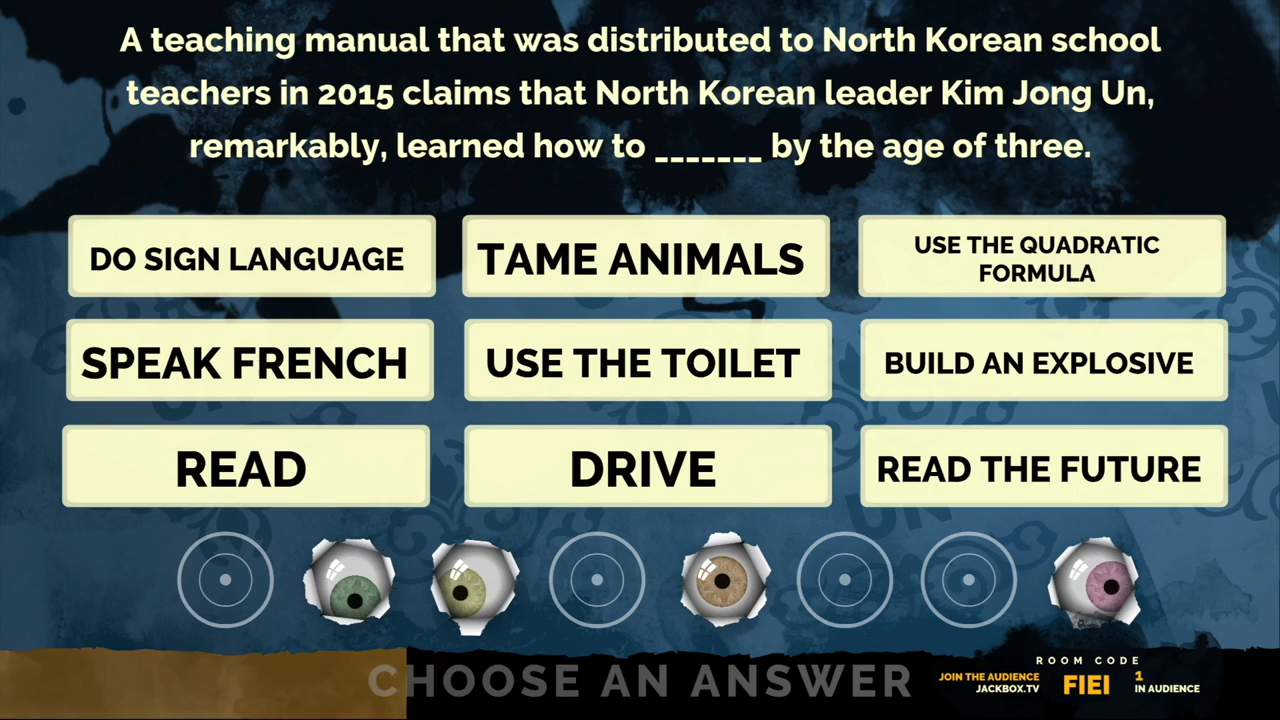 A teaching manual that was distributed to North Korean school
teachers in 2015 claims that North Korean leader Kim Jong Un,
remarkably, learned how to _______ by the age of three.
DO SIGN LANGUAGE
TAME ANIMALS
USE THE QUADRATIC
FORMULA
SPEAK FRENCH
USE THE TOILET
BUILD AN EXPLOSIVE
READ
DRIVE
READ THE FUTURE
CHOOSE AN ANSWER
ROOM CODE
JOIN THE AUDIENCE
JACKBOX.TV
FIEI
1
IN AUDIENCE